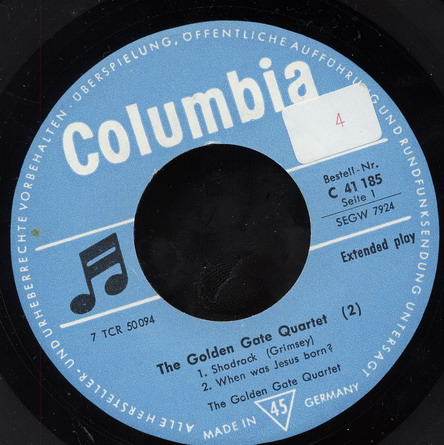 ALLE HERSTELLER- UND URHEBERRECHTE VORBEHALTEN · ÜBERSPIELUNG, ÖFFENTLICHE AUFFÜHRUNG UND RUNDFUNKSENDUNG UNTERSAGT
Columbia
4
Bestell-Nr.
C 41 185
Seite 1
SEGW 7924
Extended play
7 TCR 50 094
The Golden Gate Quartet (2)
1. Shadrack (Grimsey)
2. When was Jesus born?
The Golden Gate Quartet
MADE IN 45 GERMANY